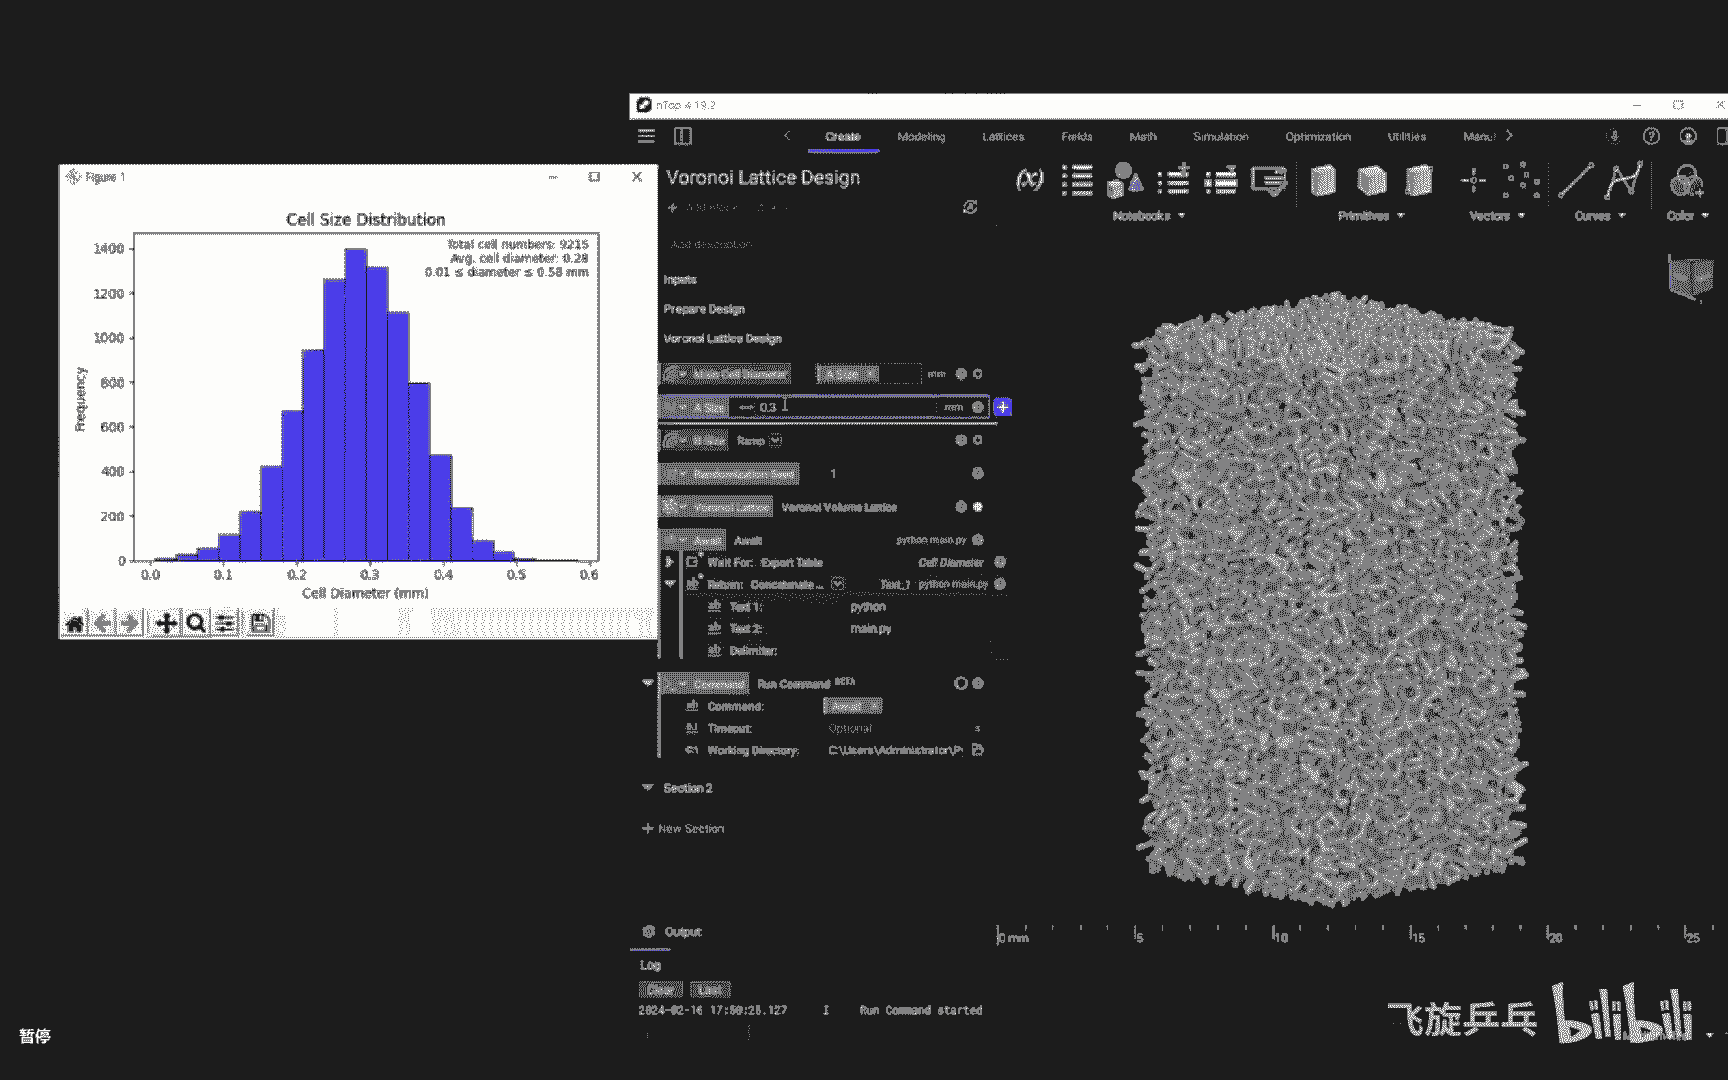 nTop 4.19.2
Create
Modeling
Lattices
Fields
Math
Simulation
Optimization
Utilities
Figure 1
Voronoi Lattice Design
Notebooks
Primitives
Vectors
Curves
Color
Cell Size Distribution
Total cell numbers: 9215
Avg. cell diameter: 0.28
0.01 ≤ diameter ≤ 0.58 mm
1400
1200
1000
800
600
400
200
0
Frequency
0.0 0.1 0.2 0.3 0.4 0.5 0.6
Cell Diameter (mm)
Add description
Inputs
Prepare Design
Voronoi Lattice Design
Cell Diameter
A Size
mm
A Size
0.3
mm
B Size
Ramp
Randomization Seed
1
Voronoi Lattice
Voronoi Volume Lattice
Await
Await
python main.py
Wait For: Export Table
Cell Diameter
Return: Concatenate ...
python main.py
Text 1: python
Text 2: main.py
Delimiter:
Command
Run Command BETA
Command: Await
Timeout: Optional s
Working Directory: C:\Users\Administrator\P
Section 2
New Section
Output
Log
Clear
Last
2024-02-16 17:50:25.127 I Run Command started
0 mm 5 10 15 20 25
暂停
飞旋乒乓
bilibili